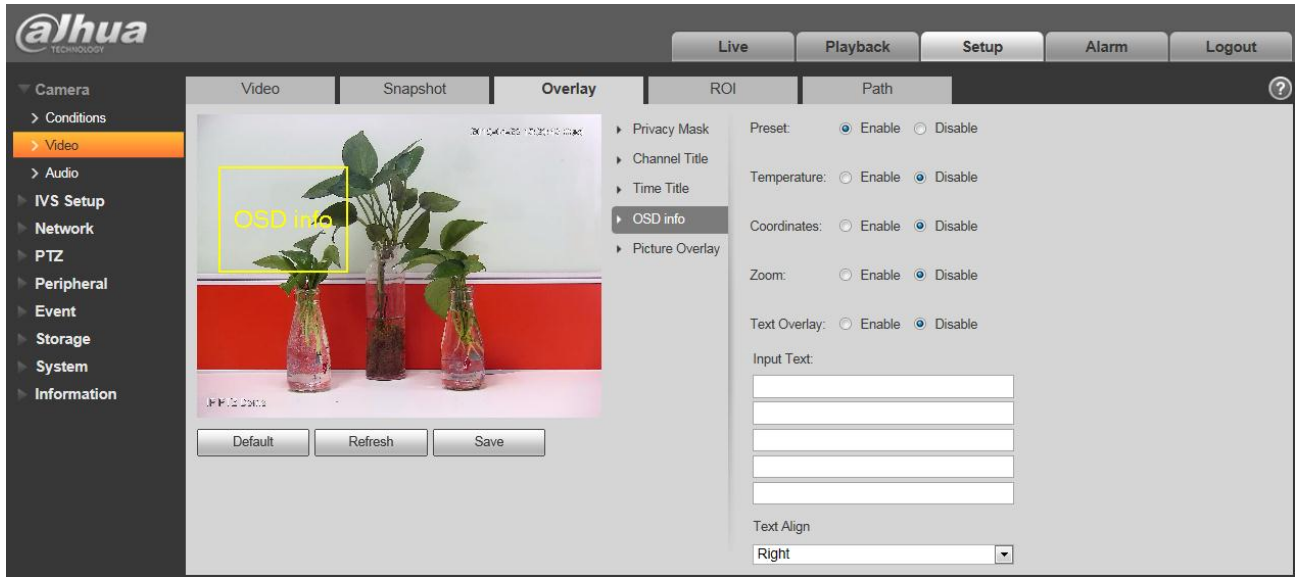 alhua
TECHNOLOGY
Live Playback Setup Alarm Logout
Camera
Conditions
Video
Audio
IVS Setup
Network
PTZ
Peripheral
Event
Storage
System
Information
Video Snapshot Overlay ROI Path
?
OSD info
Default Refresh Save
Privacy Mask
Channel Title
Time Title
OSD info
Picture Overlay
Preset: Enable Disable
Temperature: Enable Disable
Coordinates: Enable Disable
Zoom: Enable Disable
Text Overlay: Enable Disable
Input Text:
Text Align
Right